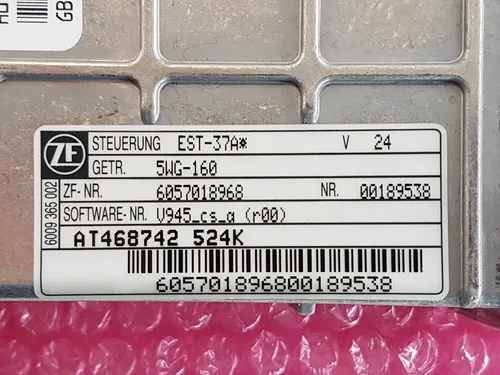 GB
ZF
STEUERUNG EST-37A* V 24
GETR. 5WG-160
ZF-NR. 6057018968 NR. 00189538
SOFTWARE-NR. V945_cs_a (r00)
AT468742 524K
605701896800189538
6009 365 002